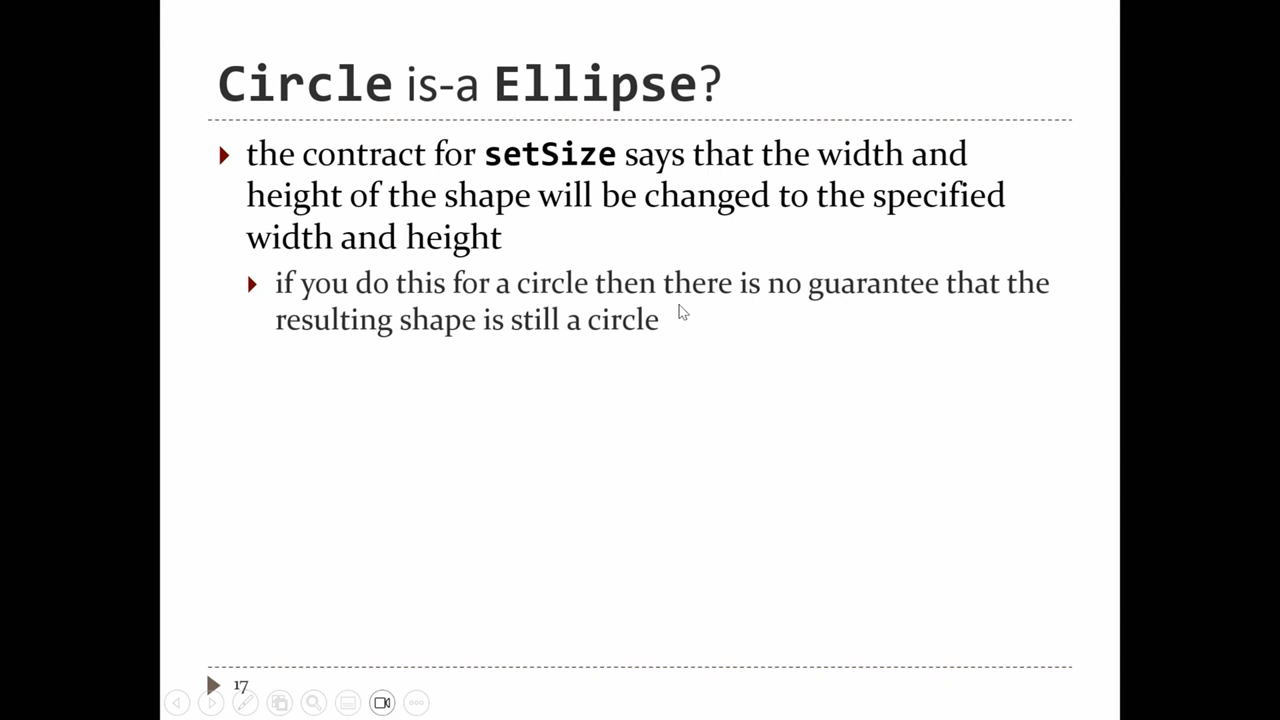 Circle is-a Ellipse?
the contract for setSize says that the width and
height of the shape will be changed to the specified
width and height
if you do this for a circle then there is no guarantee that the
resulting shape is still a circle
17